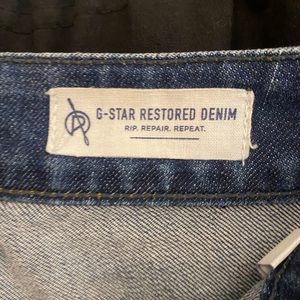 G-STAR RESTORED DENIM
RIP. REPAIR. REPEAT.